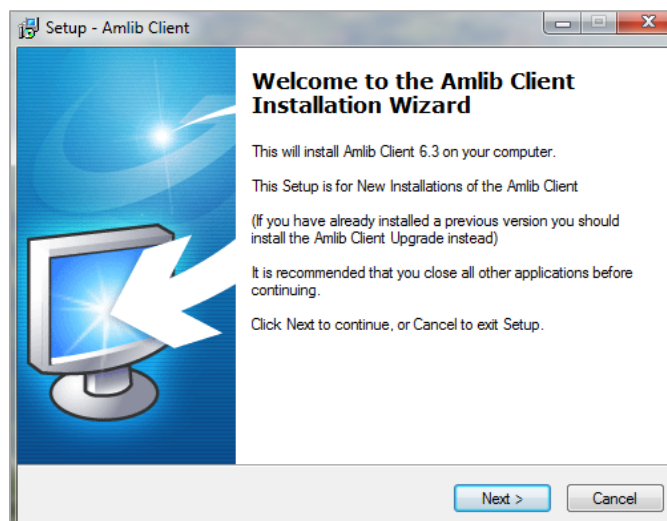 Setup - Amlib Client
Welcome to the Amlib Client
Installation Wizard
This will install Amlib Client 6.3 on your computer.
This Setup is for New Installations of the Amlib Client
(If you have already installed a previous version you should
install the Amlib Client Upgrade instead)
It is recommended that you close all other applications before
continuing.
Click Next to continue, or Cancel to exit Setup.
Next >
Cancel